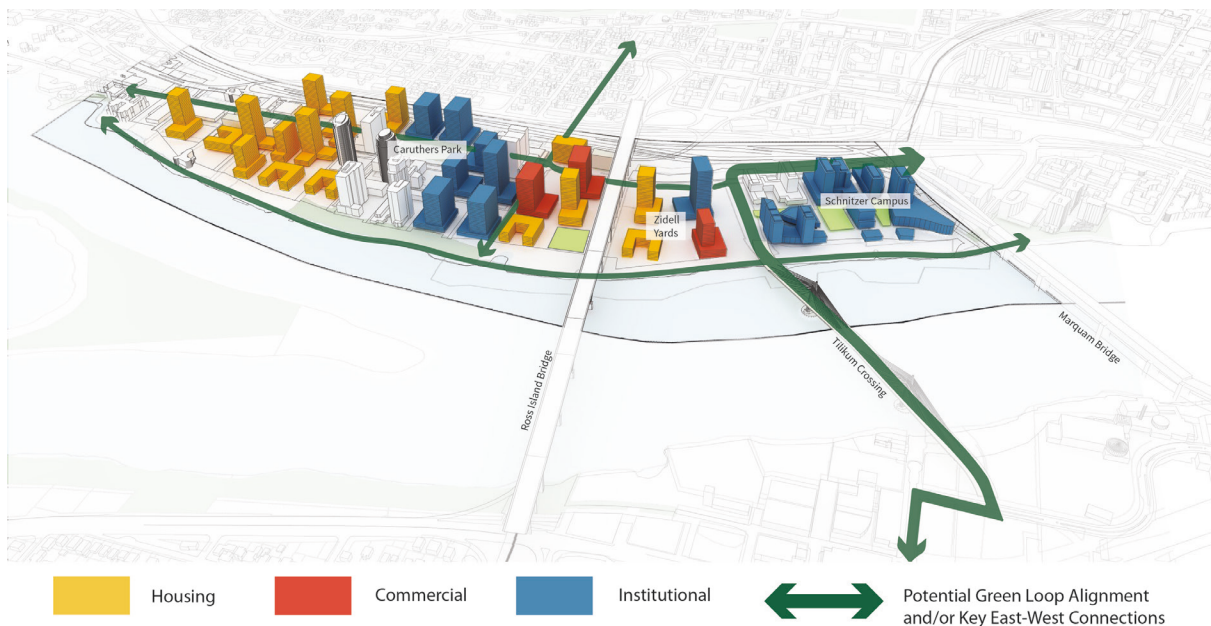 Caruthers Park
Schnitzer Campus
Zidell
Yards
Ross Island Bridge
Tilikum Crossing
Marquam Bridge
Housing
Commercial
Institutional
Potential Green Loop Alignment
and/or Key East-West Connections